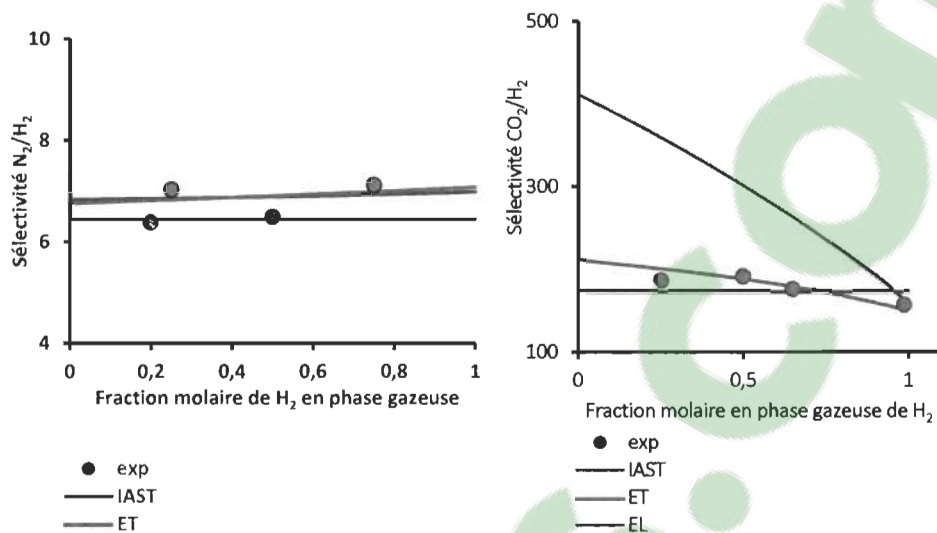 10
8
6
4
0
0,2
0,4
0,6
0,8
1
Sélectivité N₂/H₂
Fraction molaire de H₂ en phase gazeuse
exp
IAST
ET
500
300
100
0
0,5
1
Sélectivité CO₂/H₂
Fraction molaire en phase gazeuse de H₂
exp
IAST
ET
EL